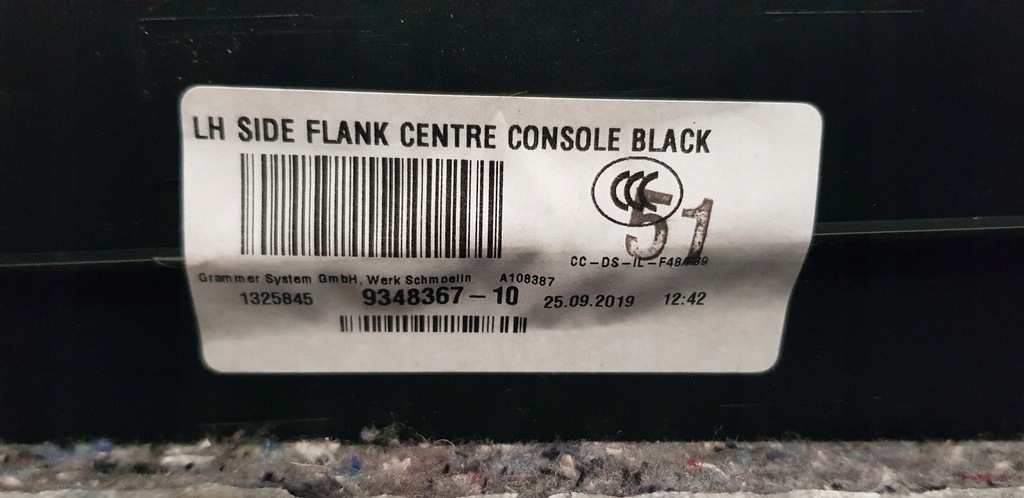 LH SIDE FLANK CENTRE CONSOLE BLACK
CCC
51
CC-DS-IL-F48/F39
Grammer System GmbH, Werk Schmoelln A108387
1325845 9348367-10 25.09.2019 12:42